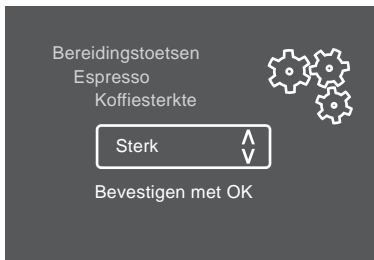 Bereidingstoetsen
Espresso
Koffiesterkte
Sterk
Bevestigen met OK